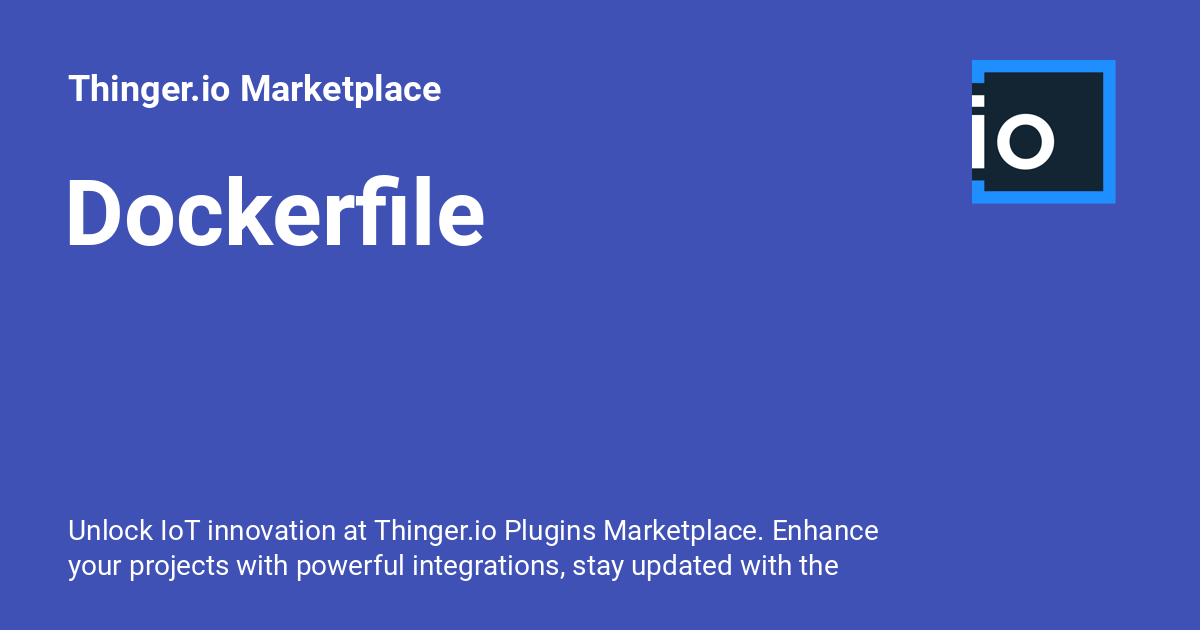 Thinger.io Marketplace
io
Dockerfile
Unlock IoT innovation at Thinger.io Plugins Marketplace. Enhance
your projects with powerful integrations, stay updated with the